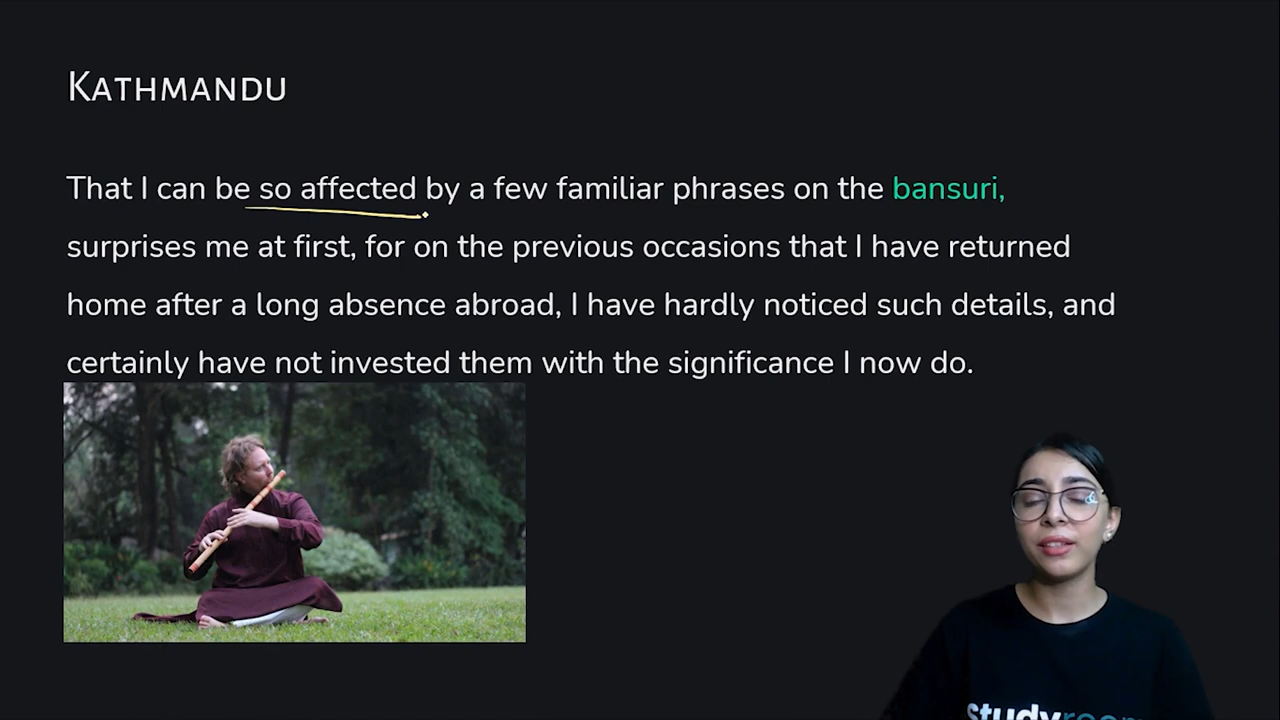 Kathmandu
That I can be so affected by a few familiar phrases on the bansuri,
surprises me at first, for on the previous occasions that I have returned
home after a long absence abroad, I have hardly noticed such details, and
certainly have not invested them with the significance I now do.